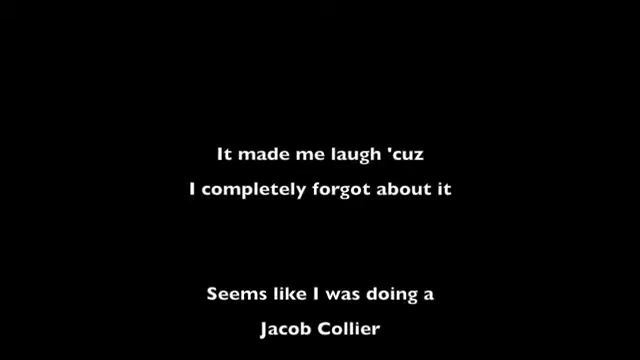 It made me laugh 'cuz
I completely forgot about it
Seems like I was doing a
Jacob Collier